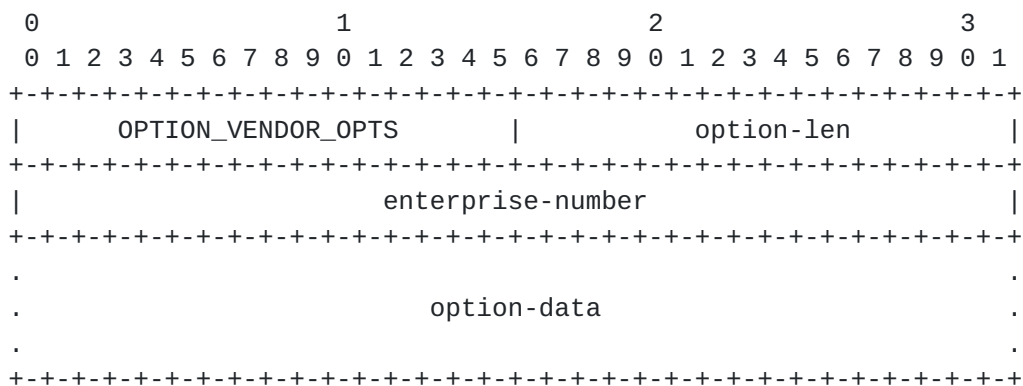 0                   1                   2                   3
 0 1 2 3 4 5 6 7 8 9 0 1 2 3 4 5 6 7 8 9 0 1 2 3 4 5 6 7 8 9 0 1
+-+-+-+-+-+-+-+-+-+-+-+-+-+-+-+-+-+-+-+-+-+-+-+-+-+-+-+-+-+-+-+-+
|      OPTION_VENDOR_OPTS       |           option-len          |
+-+-+-+-+-+-+-+-+-+-+-+-+-+-+-+-+-+-+-+-+-+-+-+-+-+-+-+-+-+-+-+-+
|                       enterprise-number                       |
+-+-+-+-+-+-+-+-+-+-+-+-+-+-+-+-+-+-+-+-+-+-+-+-+-+-+-+-+-+-+-+-+
.                                                               .
.                          option-data                          .
.                                                               .
+-+-+-+-+-+-+-+-+-+-+-+-+-+-+-+-+-+-+-+-+-+-+-+-+-+-+-+-+-+-+-+-+